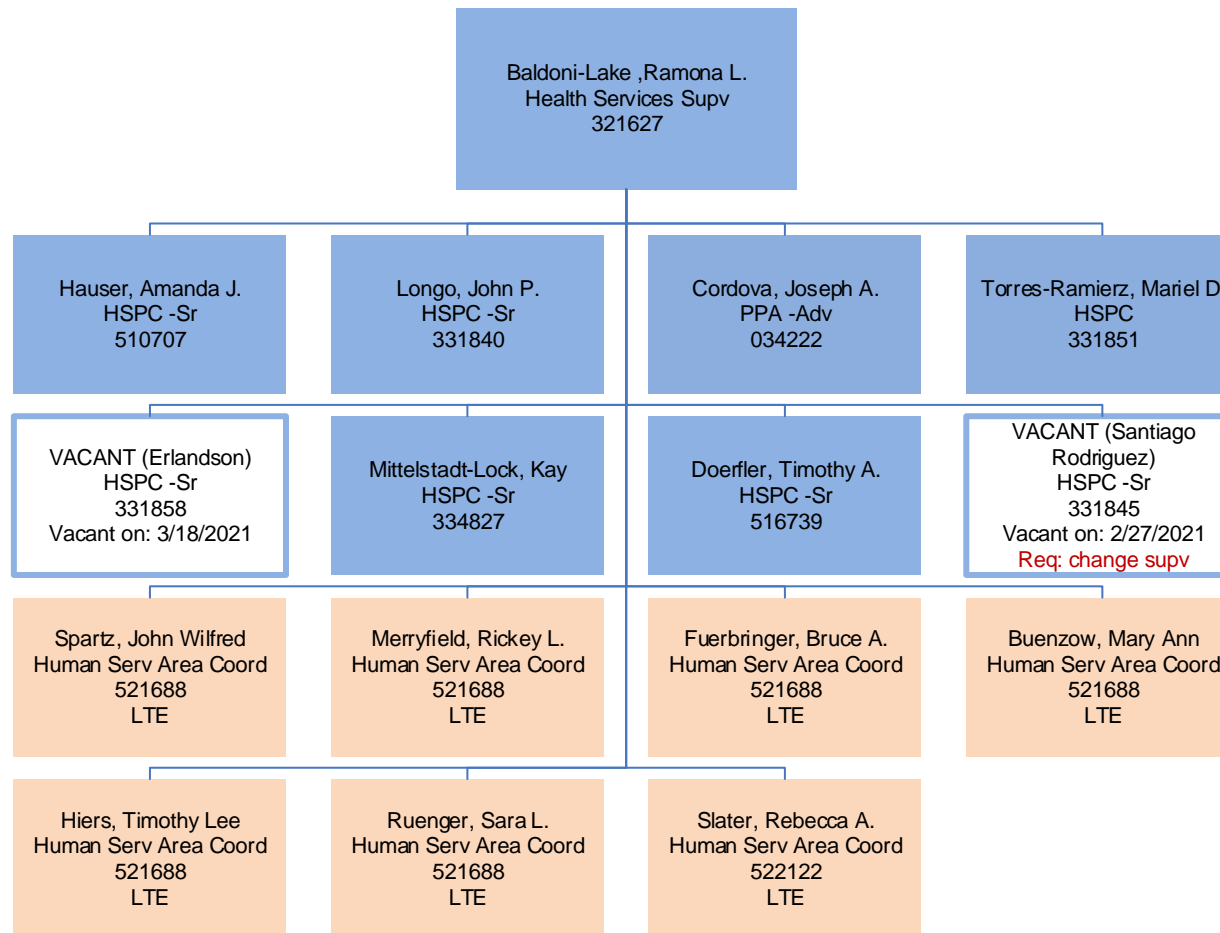 Baldoni-Lake ,Ramona L.
Health Services Supv
321627
Hauser, Amanda J.
HSPC -Sr
510707
Longo, John P.
HSPC -Sr
331840
Cordova, Joseph A.
PPA -Adv
034222
Torres-Ramierz, Mariel D
HSPC
331851
VACANT (Erlandson)
HSPC -Sr
331858
Vacant on: 3/18/2021
Mittelstadt-Lock, Kay
HSPC -Sr
334827
Doerfler, Timothy A.
HSPC -Sr
516739
VACANT (Santiago
Rodriguez)
HSPC -Sr
331845
Vacant on: 2/27/2021
Req: change supv
Spartz, John Wilfred
Human Serv Area Coord
521688
LTE
Merryfield, Rickey L.
Human Serv Area Coord
521688
LTE
Fuerbringer, Bruce A.
Human Serv Area Coord
521688
LTE
Buenzow, Mary Ann
Human Serv Area Coord
521688
LTE
Hiers, Timothy Lee
Human Serv Area Coord
521688
LTE
Ruenger, Sara L.
Human Serv Area Coord
521688
LTE
Slater, Rebecca A.
Human Serv Area Coord
522122
LTE